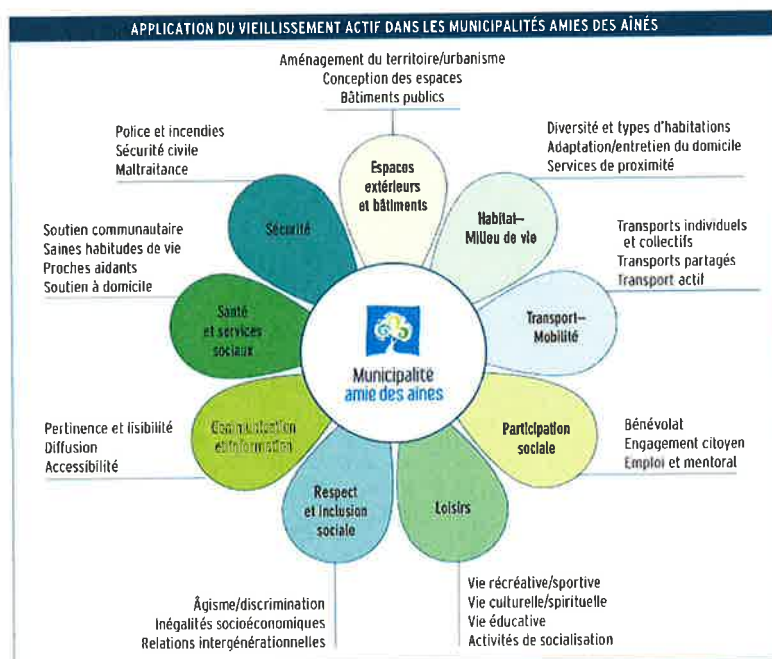 APPLICATION DU VIEILLISSEMENT ACTIF DANS LES MUNICIPALITÉS AMIES DES AÎNÉS
Aménagement du territoire/urbanisme
Conception des espaces
Bâtiments publics
Espaces
extérieurs
et bâtiments
Diversité et types d'habitations
Adaptation/entretien du domicile
Services de proximité
Habitat–
Milieu de vie
Transports individuels
et collectifs
Transports partagés
Transport actif
Transport–
Mobilité
Bénévolat
Engagement citoyen
Emploi et mentorat
Participation
sociale
Vie récréative/sportive
Vie culturelle/spirituelle
Vie éducative
Activités de socialisation
Loisirs
Âgisme/discrimination
Inégalités socioéconomiques
Relations intergénérationnelles
Respect
et inclusion
sociale
Pertinence et lisibilité
Diffusion
Accessibilité
Communication
et information
Soutien communautaire
Saines habitudes de vie
Proches aidants
Soutien à domicile
Santé
et services
sociaux
Police et incendies
Sécurité civile
Maltraitance
Sécurité
Municipalité
amie des aînés